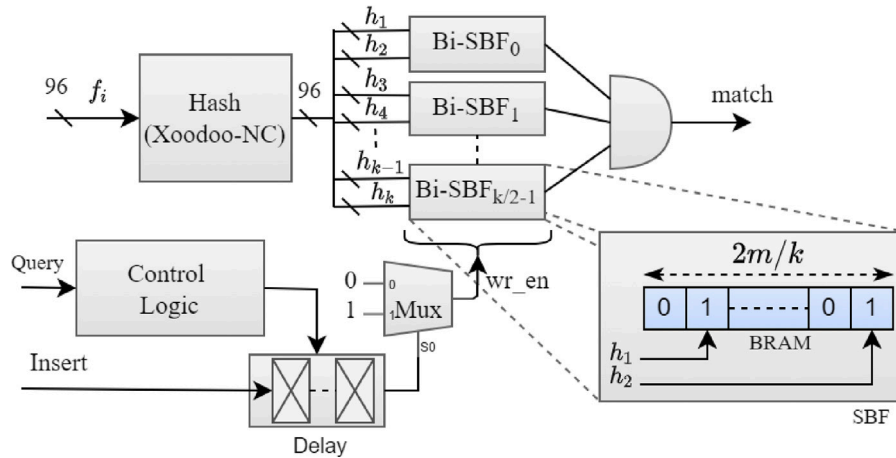 96
f_i
Hash
(Xoodoo-NC)
96
h_1
h_2
h_3
h_4
h_{k-1}
h_k
Bi-SBF_0
Bi-SBF_1
Bi-SBF_{k/2-1}
match
Query
Control
Logic
Insert
Delay
0
1
0
1
Mux
S0
wr_en
2m/k
0 1 0 1
BRAM
h_1
h_2
SBF